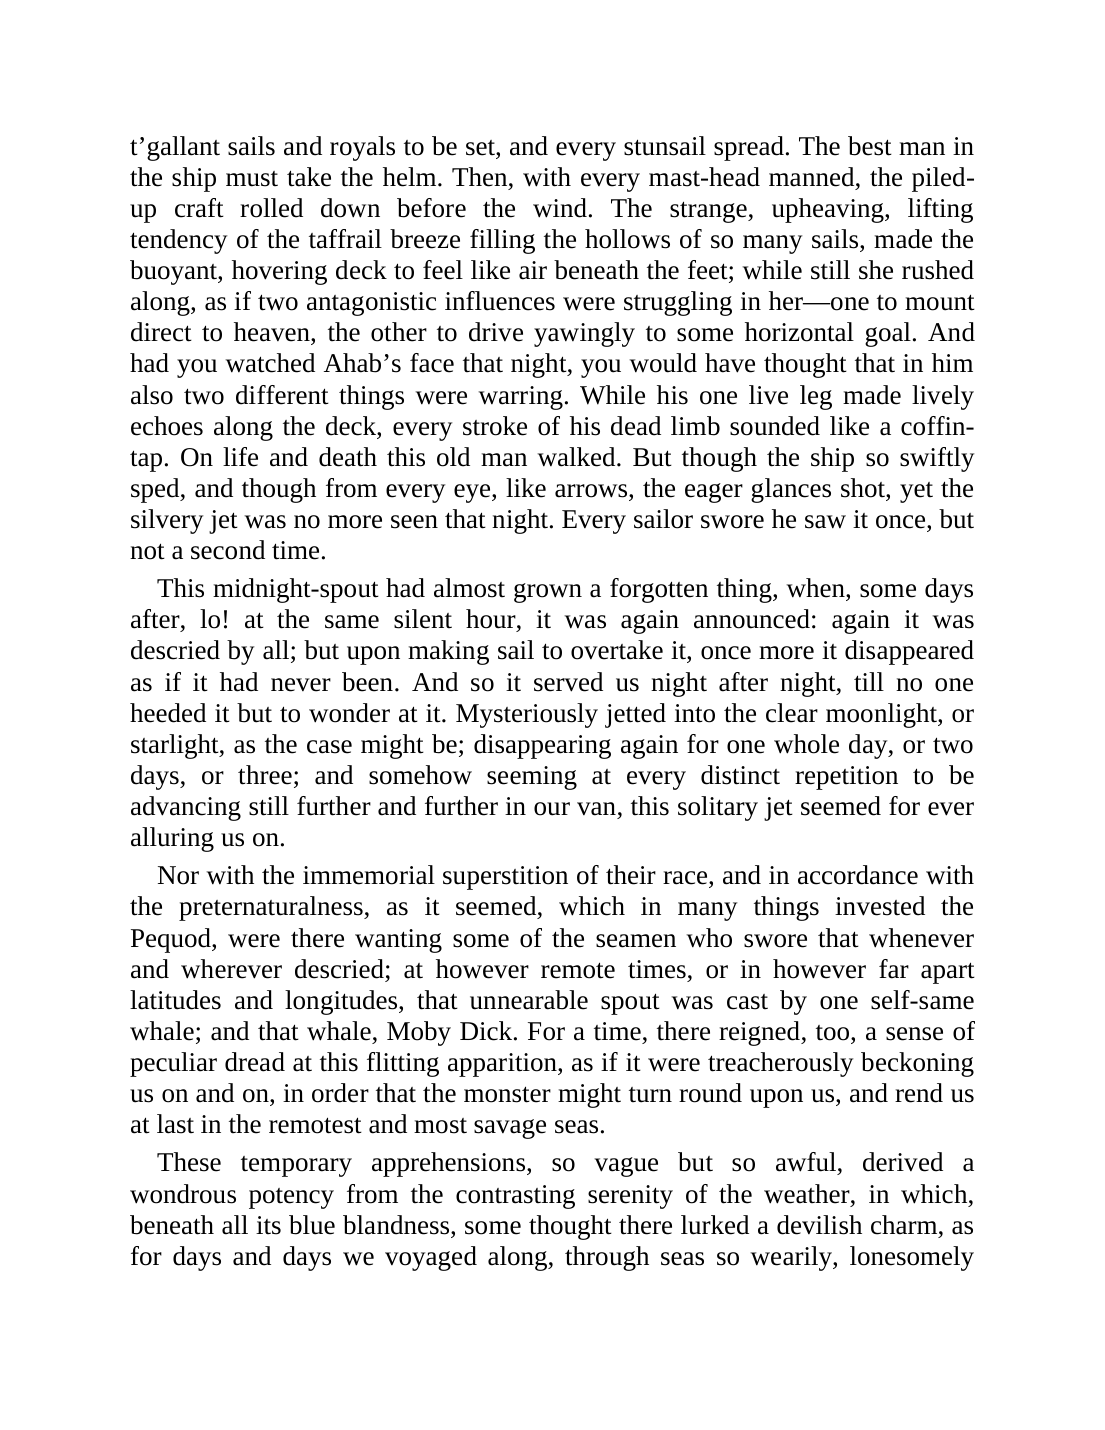 t’gallant sails and royals to be set, and every stunsail spread. The best man in
the ship must take the helm. Then, with every mast-head manned, the piled-
up craft rolled down before the wind. The strange, upheaving, lifting
tendency of the taffrail breeze filling the hollows of so many sails, made the
buoyant, hovering deck to feel like air beneath the feet; while still she rushed
along, as if two antagonistic influences were struggling in her—one to mount
direct to heaven, the other to drive yawingly to some horizontal goal. And
had you watched Ahab’s face that night, you would have thought that in him
also two different things were warring. While his one live leg made lively
echoes along the deck, every stroke of his dead limb sounded like a coffin-
tap. On life and death this old man walked. But though the ship so swiftly
sped, and though from every eye, like arrows, the eager glances shot, yet the
silvery jet was no more seen that night. Every sailor swore he saw it once, but
not a second time.
This midnight-spout had almost grown a forgotten thing, when, some days
after, lo! at the same silent hour, it was again announced: again it was
descried by all; but upon making sail to overtake it, once more it disappeared
as if it had never been. And so it served us night after night, till no one
heeded it but to wonder at it. Mysteriously jetted into the clear moonlight, or
starlight, as the case might be; disappearing again for one whole day, or two
days, or three; and somehow seeming at every distinct repetition to be
advancing still further and further in our van, this solitary jet seemed for ever
alluring us on.
Nor with the immemorial superstition of their race, and in accordance with
the preternaturalness, as it seemed, which in many things invested the
Pequod, were there wanting some of the seamen who swore that whenever
and wherever descried; at however remote times, or in however far apart
latitudes and longitudes, that unnearable spout was cast by one self-same
whale; and that whale, Moby Dick. For a time, there reigned, too, a sense of
peculiar dread at this flitting apparition, as if it were treacherously beckoning
us on and on, in order that the monster might turn round upon us, and rend us
at last in the remotest and most savage seas.
These temporary apprehensions, so vague but so awful, derived a
wondrous potency from the contrasting serenity of the weather, in which,
beneath all its blue blandness, some thought there lurked a devilish charm, as
for days and days we voyaged along, through seas so wearily, lonesomely